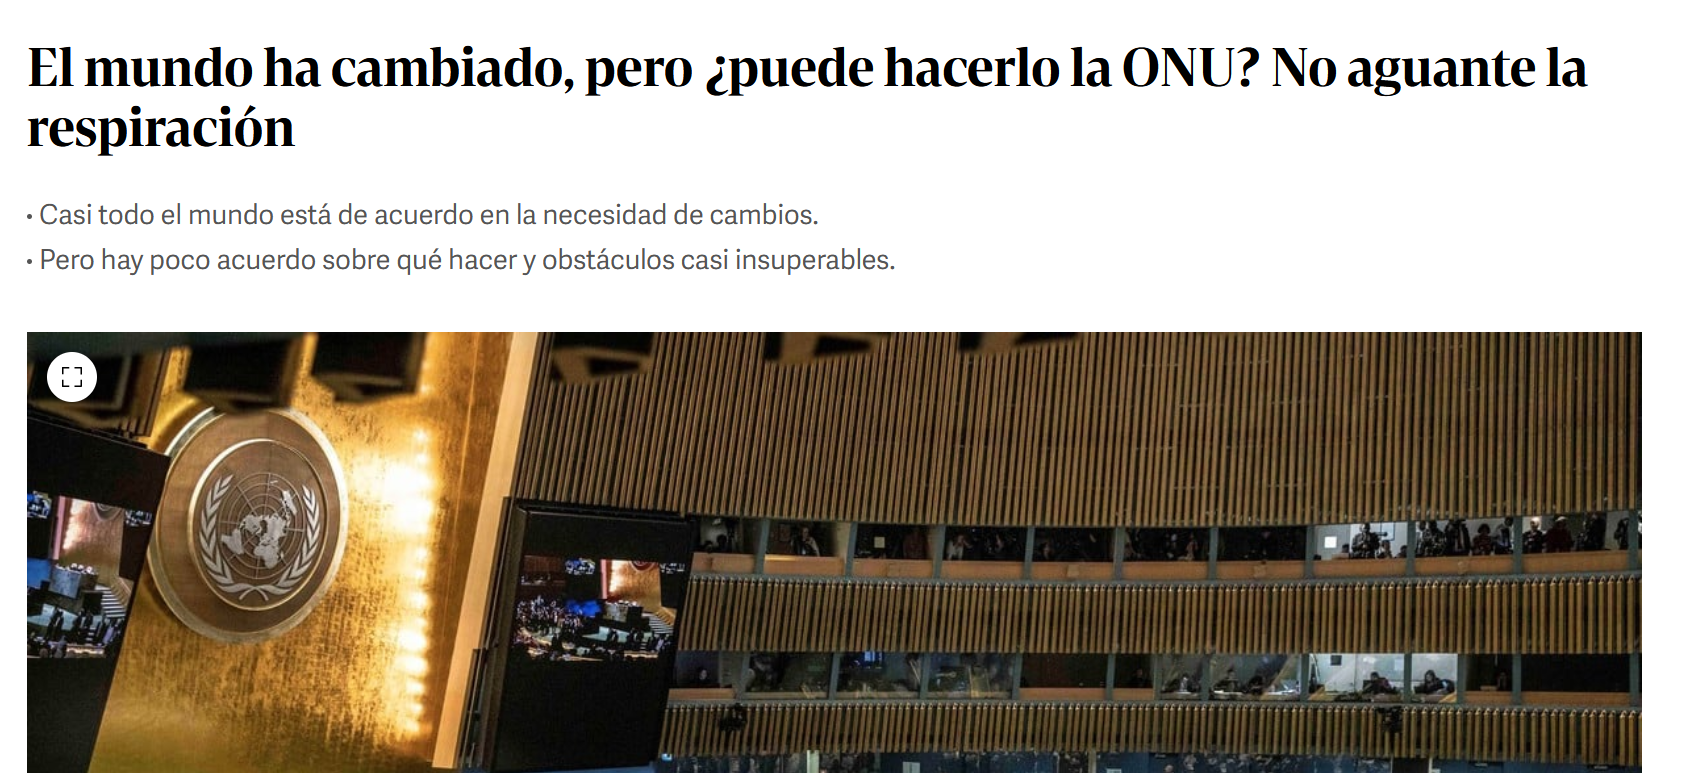 El mundo ha cambiado, pero ¿puede hacerlo la ONU? No aguante la
respiración
• Casi todo el mundo está de acuerdo en la necesidad de cambios.
• Pero hay poco acuerdo sobre qué hacer y obstáculos casi insuperables.